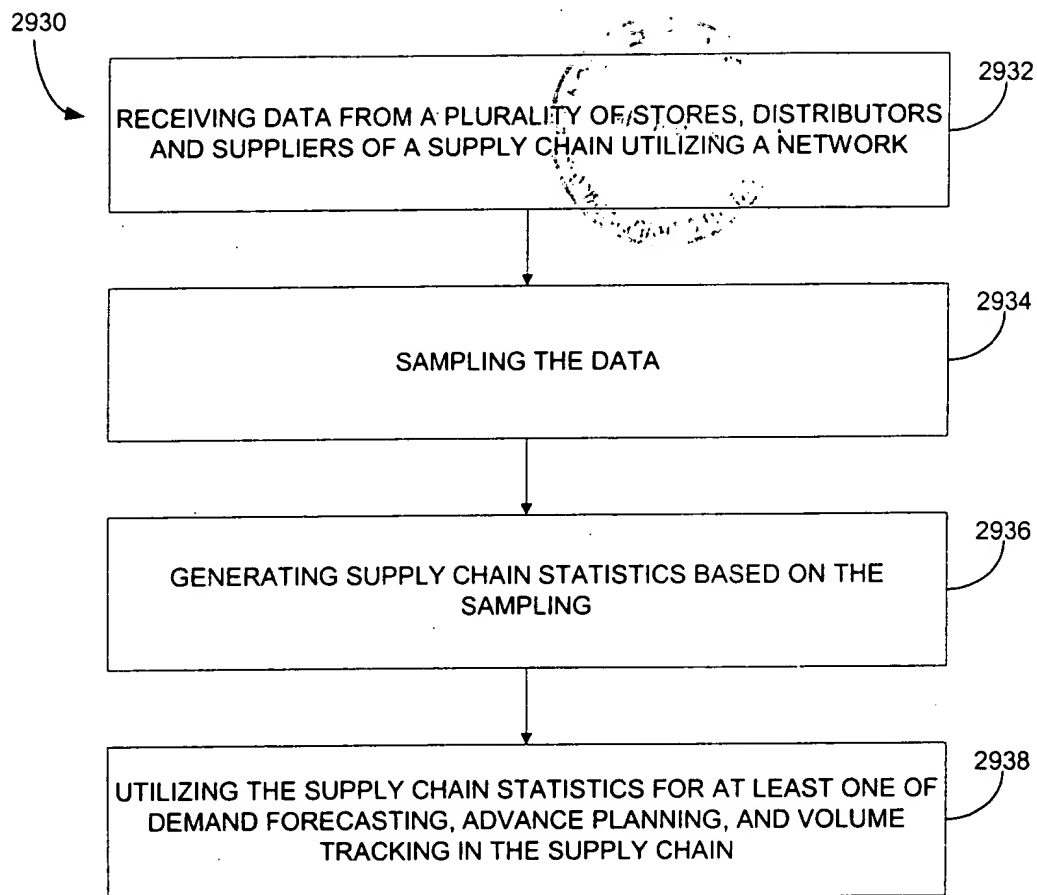 2930
2932
RECEIVING DATA FROM A PLURALITY OF STORES, DISTRIBUTORS
AND SUPPLIERS OF A SUPPLY CHAIN UTILIZING A NETWORK
2934
SAMPLING THE DATA
2936
GENERATING SUPPLY CHAIN STATISTICS BASED ON THE
SAMPLING
2938
UTILIZING THE SUPPLY CHAIN STATISTICS FOR AT LEAST ONE OF
DEMAND FORECASTING, ADVANCE PLANNING, AND VOLUME
TRACKING IN THE SUPPLY CHAIN